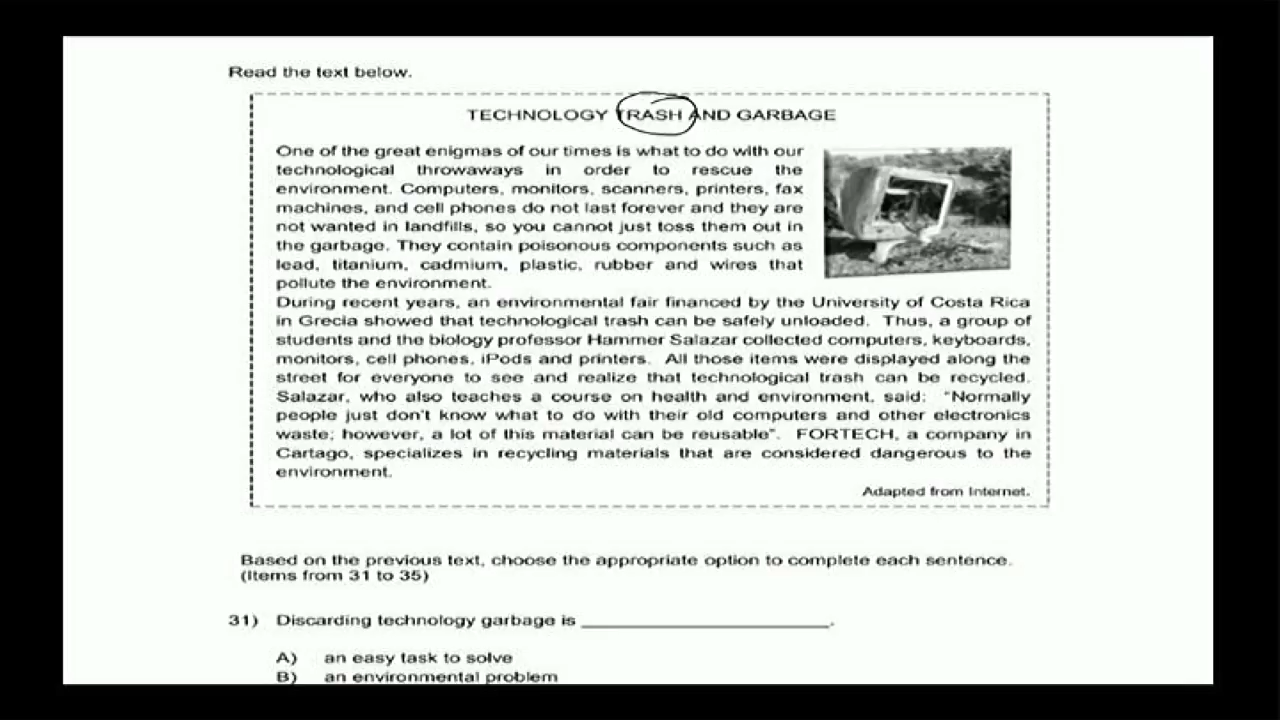 Read the text below.
TECHNOLOGY TRASH AND GARBAGE
One of the great enigmas of our times is what to do with our
technological throwaways in order to rescue the
environment. Computers, monitors, scanners, printers, fax
machines, and cell phones do not last forever and they are
not wanted in landfills, so you cannot just toss them out in
the garbage. They contain poisonous components such as
lead, titanium, cadmium, plastic, rubber and wires that
pollute the environment.
During recent years, an environmental fair financed by the University of Costa Rica
in Grecia showed that technological trash can be safely unloaded. Thus, a group of
students and the biology professor Hammer Salazar collected computers, keyboards,
monitors, cell phones, iPods and printers. All those items were displayed along the
street for everyone to see and realize that technological trash can be recycled.
Salazar, who also teaches a course on health and environment, said: “Normally
people just don't know what to do with their old computers and other electronics
waste; however, a lot of this material can be reusable”. FORTECH, a company in
Cartago, specializes in recycling materials that are considered dangerous to the
environment.
Adapted from Internet.
Based on the previous text, choose the appropriate option to complete each sentence.
(Items from 31 to 35)
31) Discarding technology garbage is ____________________.
A) an easy task to solve
B) an environmental problem